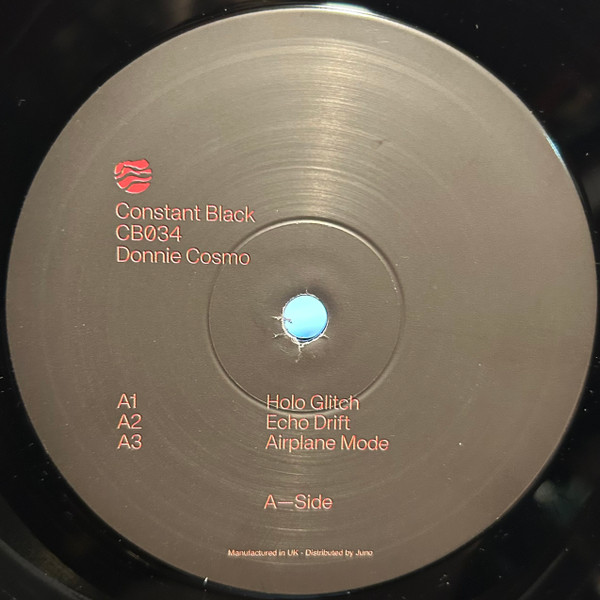 Constant Black
CB034
Donnie Cosmo
A1 Holo Glitch
A2 Echo Drift
A3 Airplane Mode
A—Side
Manufactured in UK - Distributed by Juno